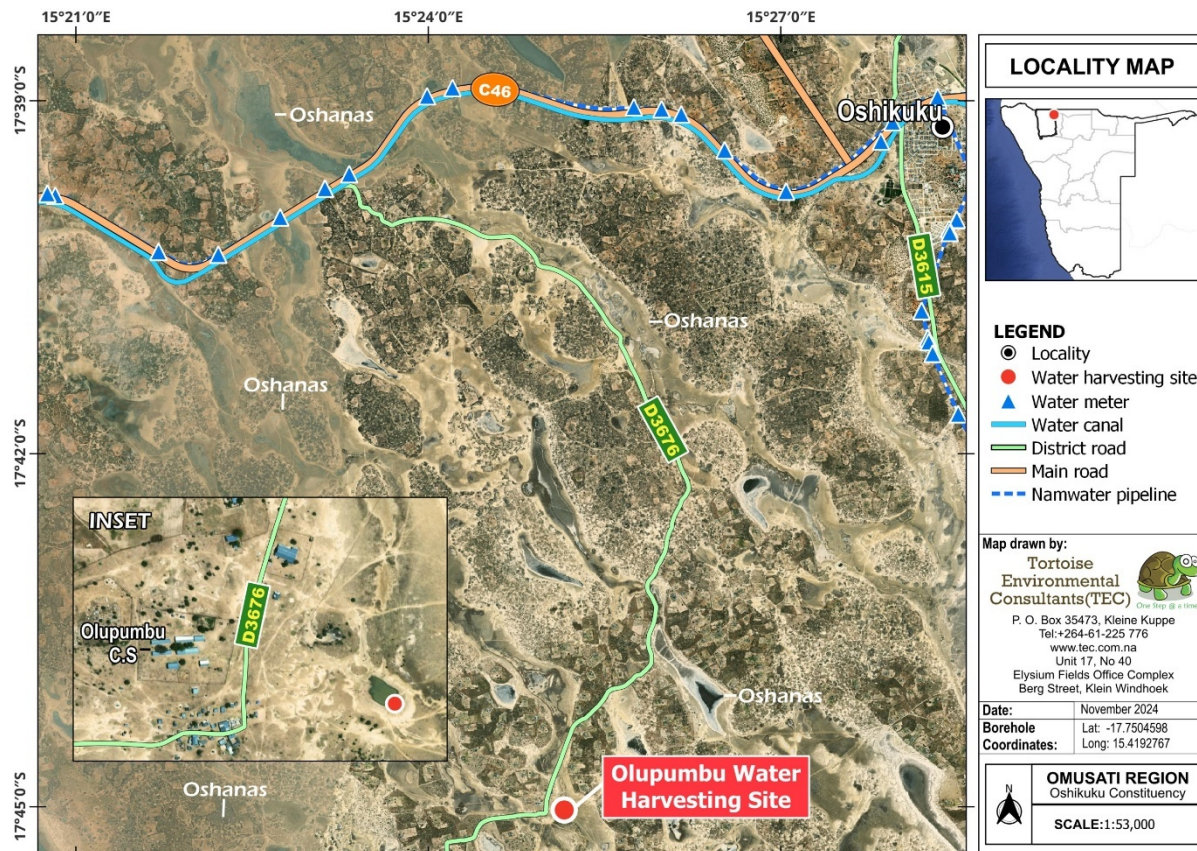 15°21'0"E
15°24'0"E
15°27'0"E
17°39'0"S
17°42'0"S
17°45'0"S
C46
Oshanas
Oshikuku
D3615
Oshanas
Oshanas
D3676
INSET
D3676
Olupumbu
C.S
Oshanas
Oshanas
Olupumbu Water
Harvesting Site
LOCALITY MAP
LEGEND
Locality
Water harvesting site
Water meter
Water canal
District road
Main road
Namwater pipeline
Map drawn by:
Tortoise
Environmental
Consultants(TEC)
One Step @ a time
P. O. Box 35473, Kleine Kuppe
Tel:+264-61-225 776
www.tec.com.na
Unit 17, No 40
Elysium Fields Office Complex
Berg Street, Klein Windhoek
Date: November 2024
Borehole Coordinates: Lat: -17.7504598
Long: 15.4192767
N
OMUSATI REGION
Oshikuku Constituency
SCALE:1:53,000